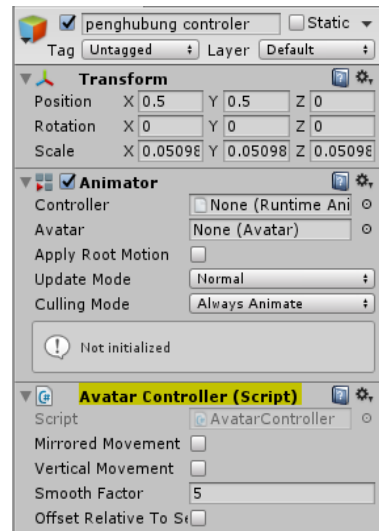 penghubung controler Static
Tag Untagged Layer Default
Transform
Position X 0.5 Y 0.5 Z 0
Rotation X 0 Y 0 Z 0
Scale X 0.05098 Y 0.05098 Z 0.05098
Animator
Controller None (Runtime Ani
Avatar None (Avatar)
Apply Root Motion
Update Mode Normal
Culling Mode Always Animate
Not initialized
Avatar Controller (Script)
Script AvatarController
Mirrored Movement
Vertical Movement
Smooth Factor 5
Offset Relative To Se